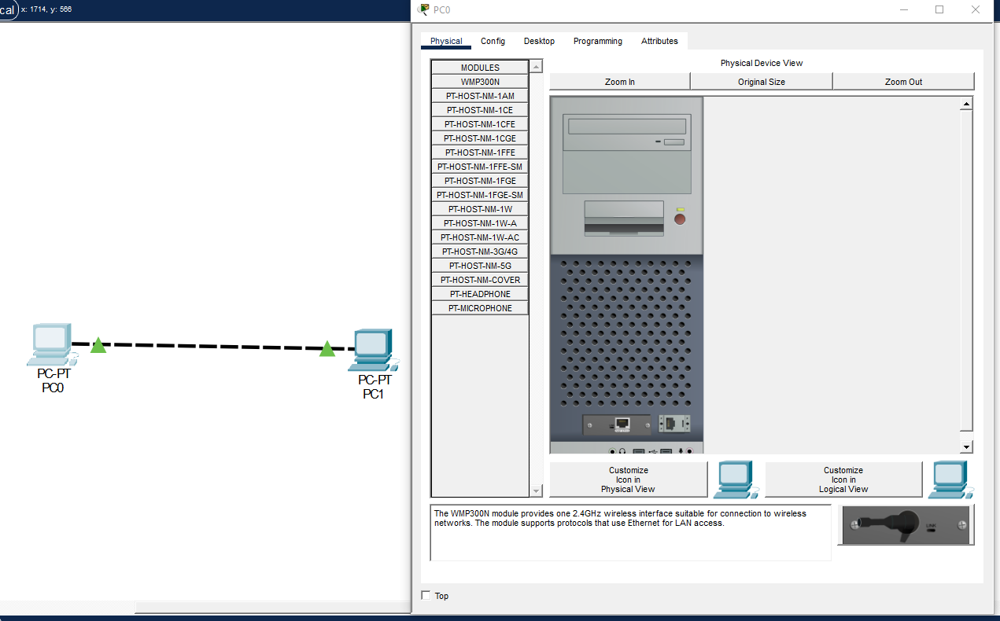 cal
x: 1714, y: 566
PC0
Physical
Config
Desktop
Programming
Attributes
MODULES
WMP300N
PT-HOST-NM-1AM
PT-HOST-NM-1CE
PT-HOST-NM-1CFE
PT-HOST-NM-1CGE
PT-HOST-NM-1FFE
PT-HOST-NM-1FFE-SM
PT-HOST-NM-1FGE
PT-HOST-NM-1FGE-SM
PT-HOST-NM-1W
PT-HOST-NM-1W-A
PT-HOST-NM-1W-AC
PT-HOST-NM-3G/4G
PT-HOST-NM-5G
PT-HOST-NM-COVER
PT-HEADPHONE
PT-MICROPHONE
Physical Device View
Zoom In
Original Size
Zoom Out
PC-PT
PC0
PC-PT
PC1
Customize
Icon in
Physical View
Customize
Icon in
Logical View
The WMP300N module provides one 2.4GHz wireless interface suitable for connection to wireless
networks. The module supports protocols that use Ethernet for LAN access.
LINK
Top